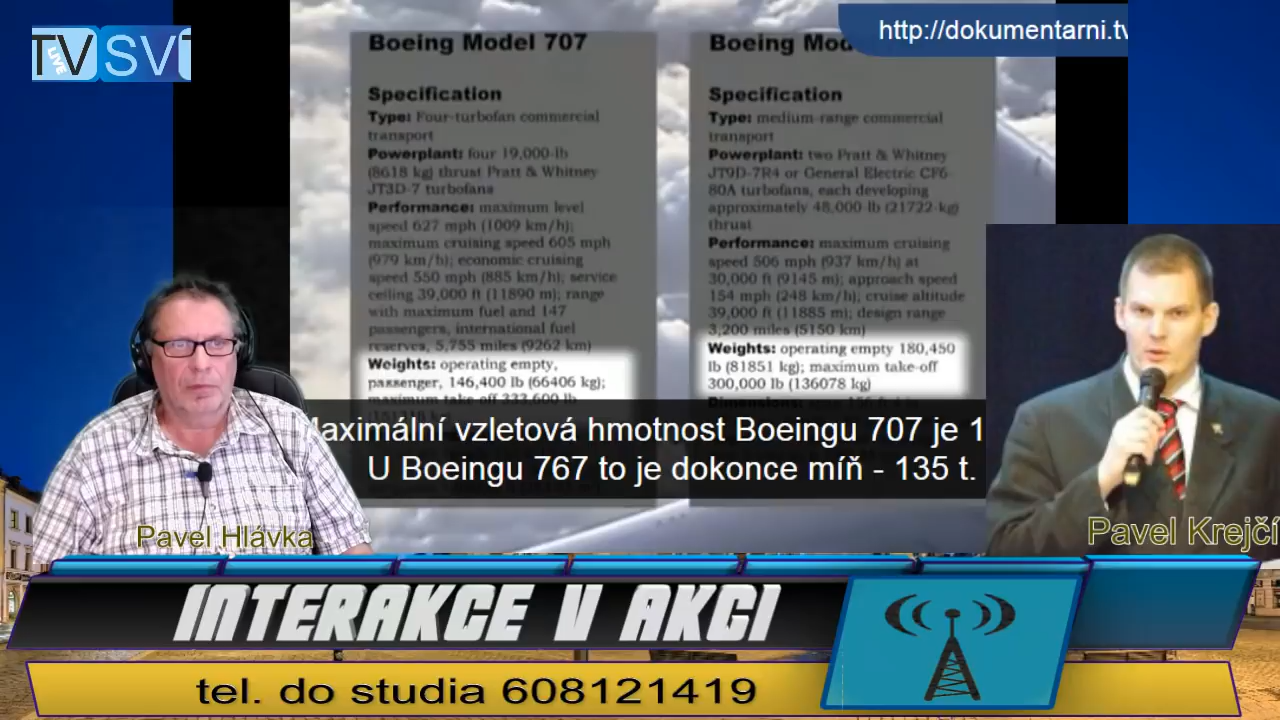 TVSVĚT
LIVE
http://dokumentarni.tv
Boeing Model 707
Specification
Type: Four-turbofan commercial
transport
Powerplant: four 19,000-lb
(8618 kg) thrust Pratt & Whitney
JT3D-7 turbofans
Performance: maximum level
speed 627 mph (1009 km/h);
maximum cruising speed 605 mph
(979 km/h); economic cruising
speed 550 mph (885 km/h); service
ceiling 39,000 ft (11890 m); range
with maximum fuel and 147
passengers, international fuel
reserves, 5,755 miles (9262 km)
Weights: operating empty,
passenger, 146,400 lb (66406 kg);
maximum take-off 333,600 lb
Boeing Mod
Specification
Type: medium-range commercial
transport
Powerplant: two Pratt & Whitney
JT9D-7R4 or General Electric CF6-
80A turbofans, each developing
approximately 48,000-lb (21722-kg)
thrust
Performance: maximum cruising
speed 506 mph (937 km/h) at
30,000 ft (9145 m); approach speed
154 mph (248 km/h); cruise altitude
39,000 ft (11885 m); design range
3,200 miles (5150 km)
Weights: operating empty 180,450
lb (81851 kg); maximum take-off
300,000 lb (136078 kg)
Maximální vzletová hmotnost Boeingu 707 je 1
U Boeingu 767 to je dokonce míň - 135 t.
Pavel Hlávka
Pavel Krejčí
INTERAKCE V AKCI
tel. do studia 608121419